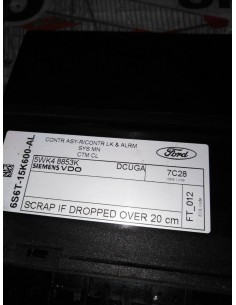 6S6T-15K600-AL
CONTR ASY-R/CONTR LK & ALRM
SYS MN
CTM CL
Ford
5WK4 8853K
DCUGA
7C28
SIEMENS VDO
FT_012
SCRAP IF DROPPED OVER 20 cm